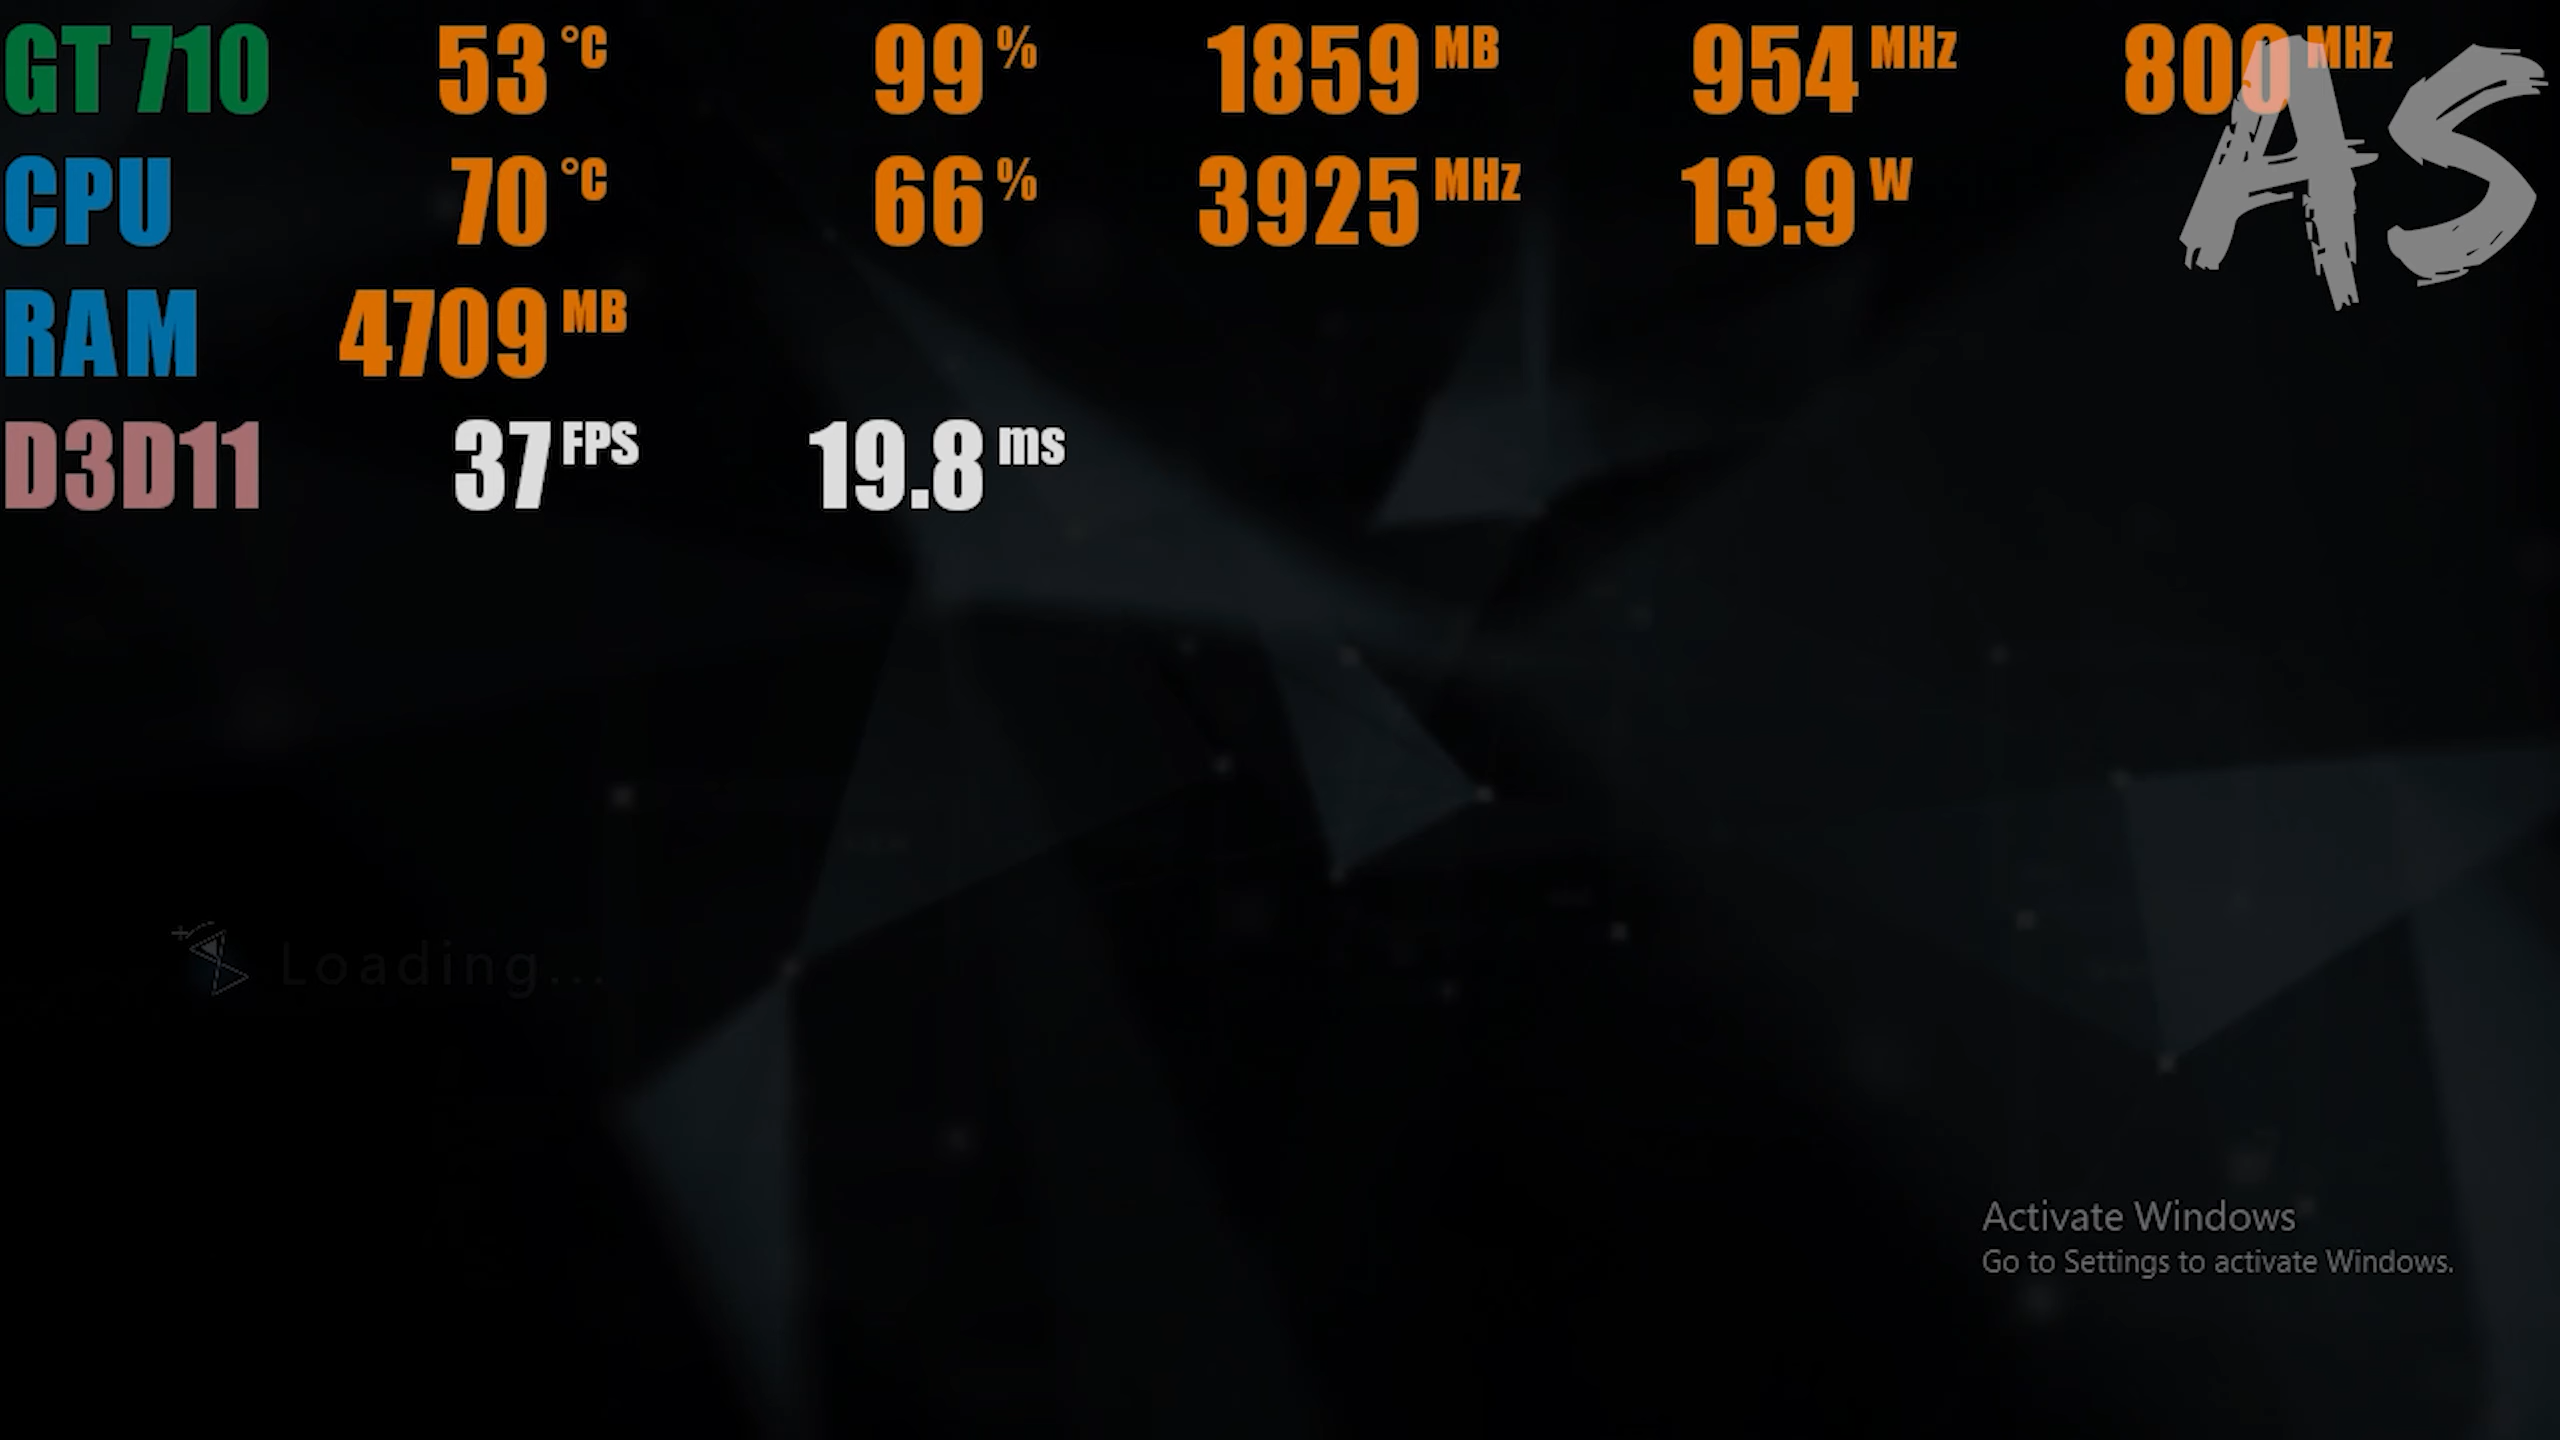 GT 710 53 °C 99 % 1859 MB 954 MHz 800 MHz
AS
CPU 70 °C 66 % 3925 MHz 13.9 W
RAM 4709 MB
D3D11 37 FPS 19.8 ms
Loading...
Activate Windows
Go to Settings to activate Windows.